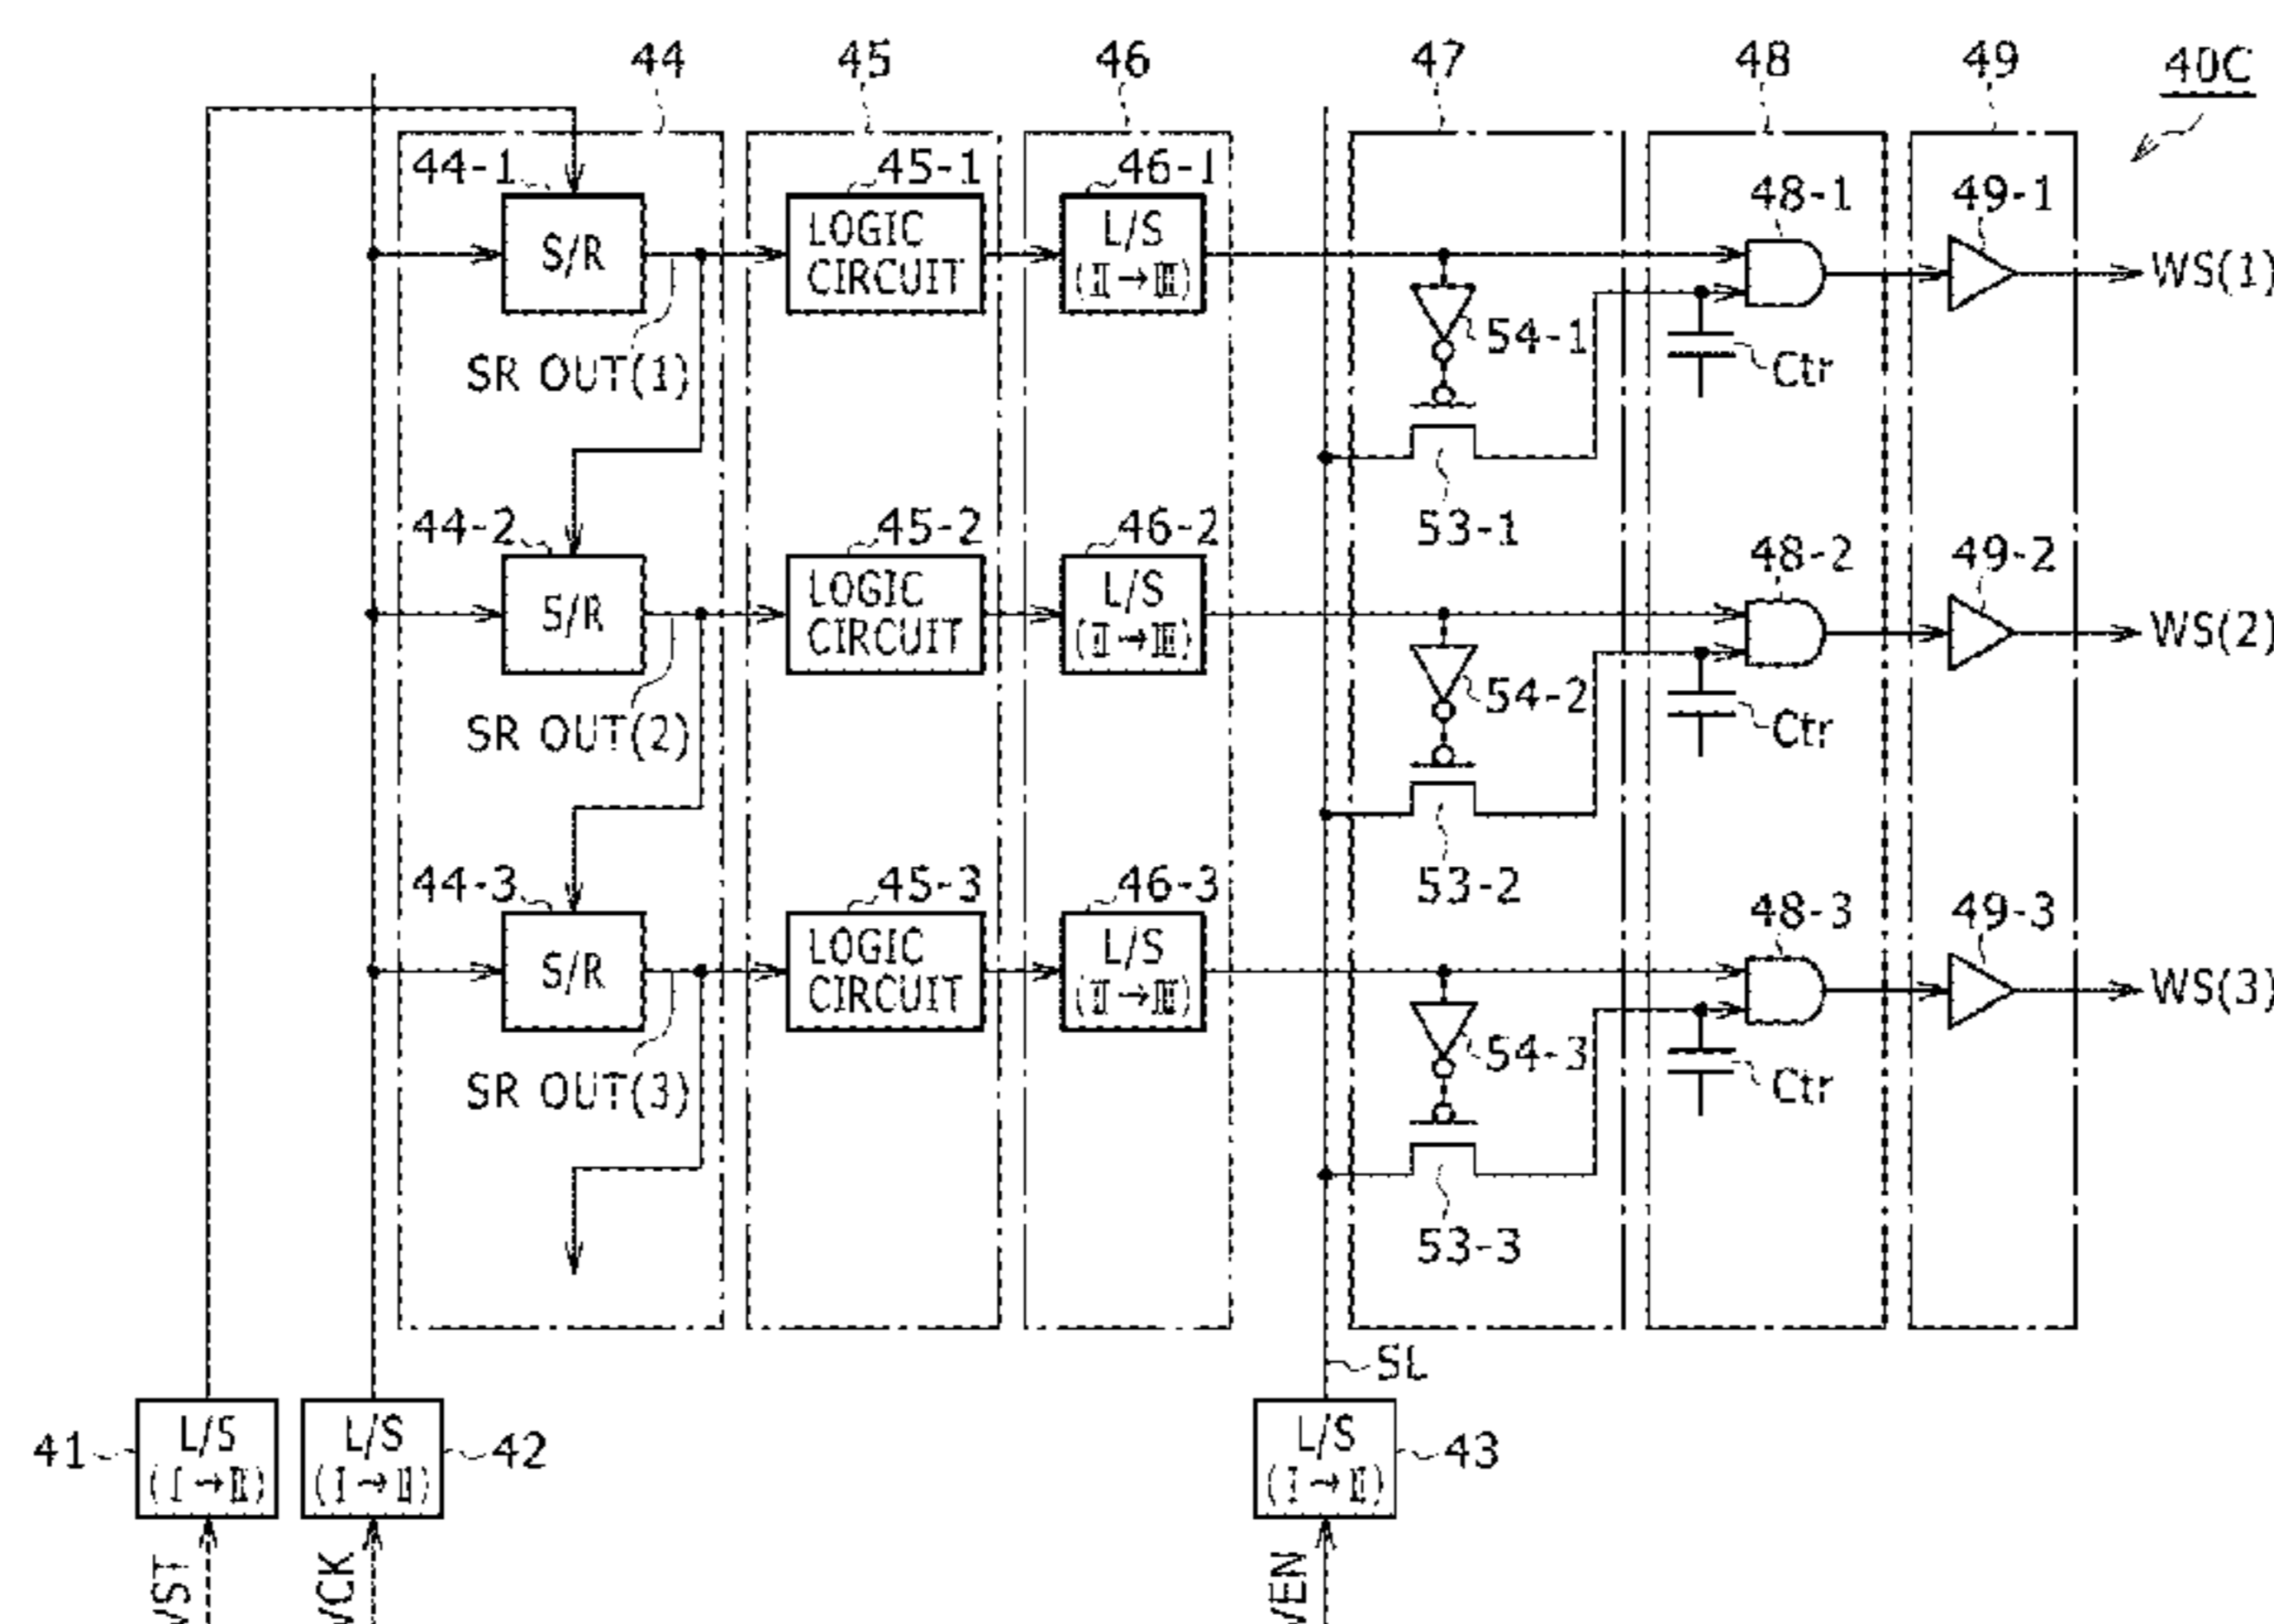 44 45 46 47 48 49 40C
44-1 45-1 46-1 48-1 49-1
S/R LOGIC CIRCUIT L/S (Ⅱ→Ⅲ) WS(1)
54-1
SR OUT(1) Ctr
53-1
44-2 45-2 46-2 48-2 49-2
S/R LOGIC CIRCUIT L/S (Ⅱ→Ⅲ) WS(2)
54-2
SR OUT(2) Ctr
53-2
44-3 45-3 46-3 48-3 49-3
S/R LOGIC CIRCUIT L/S (Ⅱ→Ⅲ) WS(3)
54-3
SR OUT(3) Ctr
53-3
SL
41 L/S (Ⅰ→Ⅱ) L/S (Ⅰ→Ⅱ) 42 L/S (Ⅰ→Ⅱ) 43
VST VCK VEN